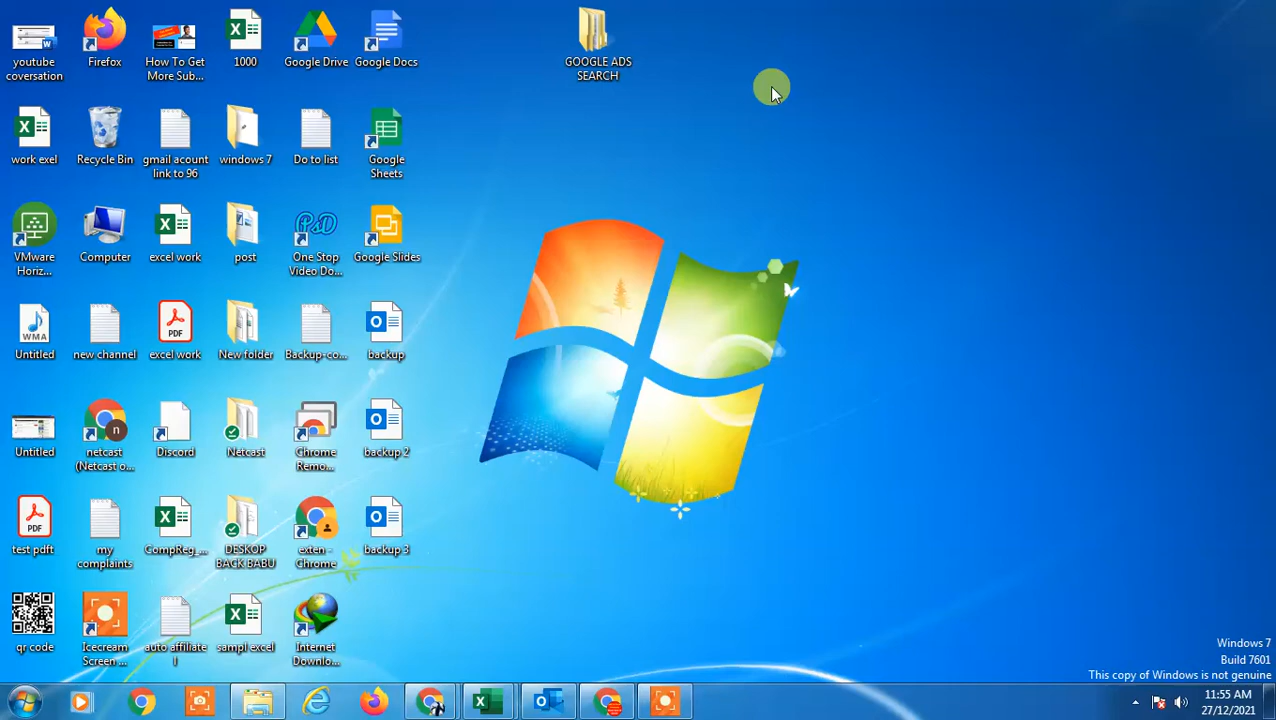 youtube
coversation
Firefox
How To Get
More Sub...
1000
Google Drive
Google Docs
GOOGLE ADS
SEARCH
work exel
Recycle Bin
gmail acount
link to 96
windows 7
Do to list
Google
Sheets
VMware
Horiz...
Computer
excel work
post
One Stop
Video Do...
Google Slides
WMA
Untitled
new channel
PDF
excel work
New folder
Backup-co...
backup
Untitled
n
netcast
(Netcast o...
Discord
Netcast
Chrome
Remo...
backup 2
PDF
test pdft
my
complaints
CompReg_...
DESKOP
BACK BABU
exten -
Chrome
backup 3
qr code
Icecream
Screen ...
auto affiliate
l
sampl excel
Internet
Downlo...
Windows 7
Build 7601
This copy of Windows is not genuine
11:55 AM
27/12/2021